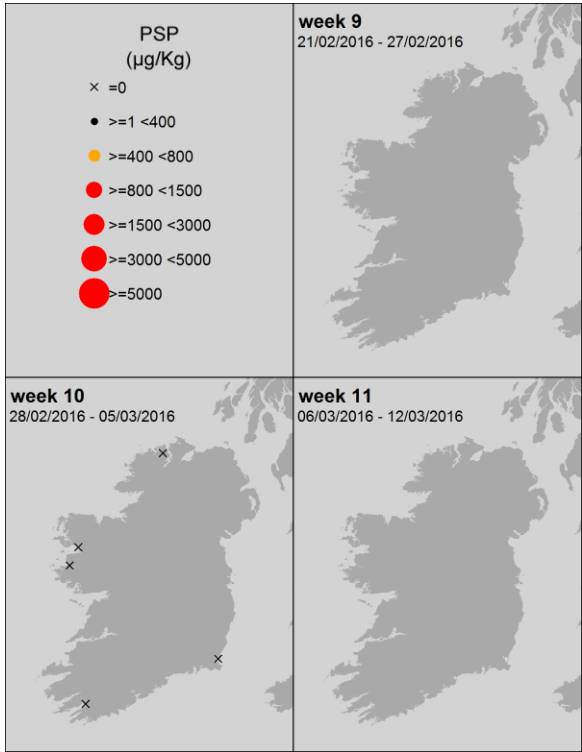 PSP
(µg/Kg)
=0
>=1 <400
>=400 <800
>=800 <1500
>=1500 <3000
>=3000 <5000
>=5000
week 9
21/02/2016 - 27/02/2016
week 10
28/02/2016 - 05/03/2016
week 11
06/03/2016 - 12/03/2016